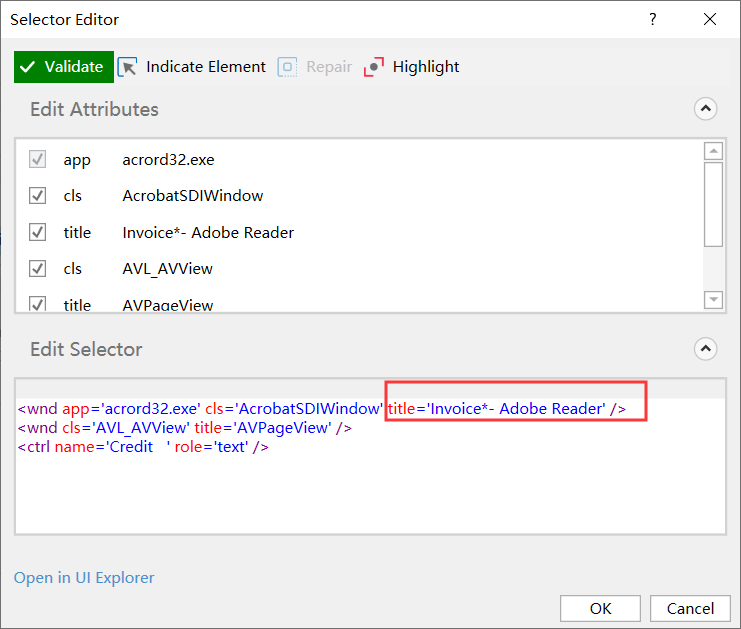 Selector Editor
? 
Validate Indicate Element Repair Highlight
Edit Attributes
app acrord32.exe
cls AcrobatSDIWindow
title Invoice*- Adobe Reader
cls AVL_AVView
title AVPageView
Edit Selector
<wnd app='acrord32.exe' cls='AcrobatSDIWindow' title='Invoice*- Adobe Reader' />
<wnd cls='AVL_AVView' title='AVPageView' />
<ctrl name='Credit   ' role='text' />
Open in UI Explorer
OK Cancel